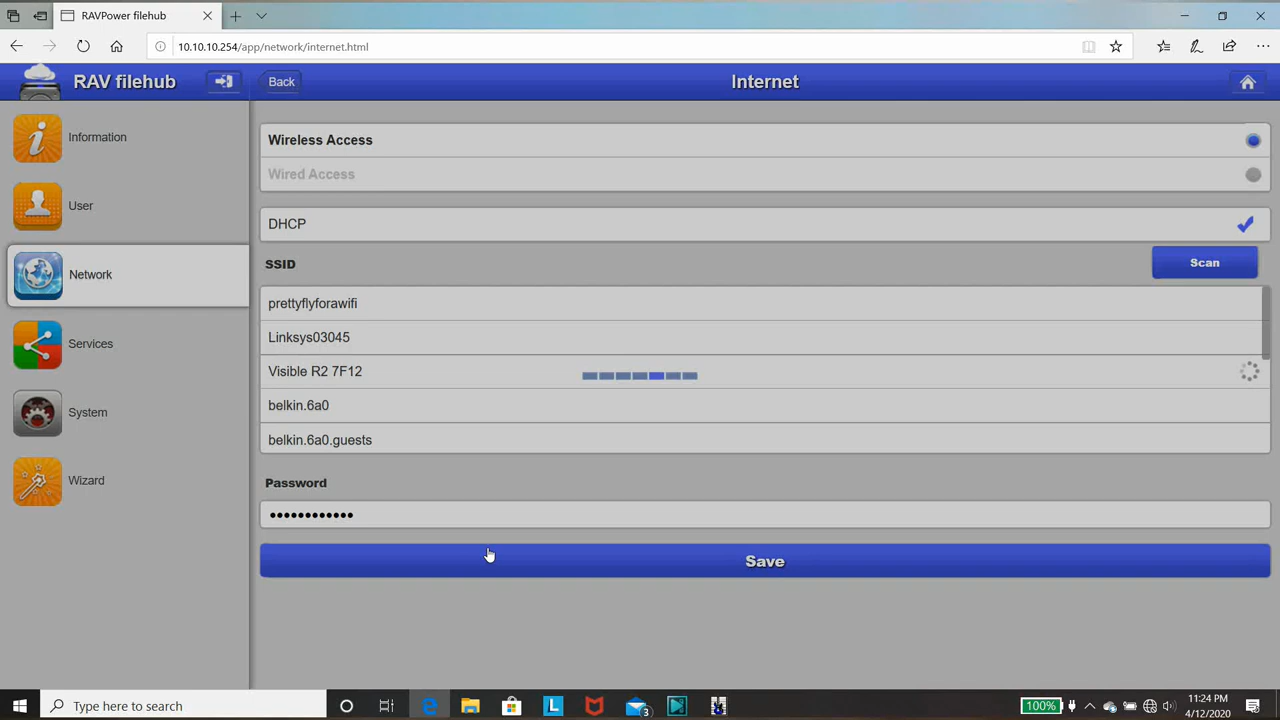 RAVPower filehub
10.10.10.254/app/network/internet.html
RAV filehub
Back
Internet
Information
User
Network
Services
System
Wizard
Wireless Access
Wired Access
DHCP
SSID
Scan
prettyflyforawifi
Linksys03045
Visible R2 7F12
belkin.6a0
belkin.6a0.guests
Password
Save
Type here to search
L
3
100%
11:24 PM
4/12/2020